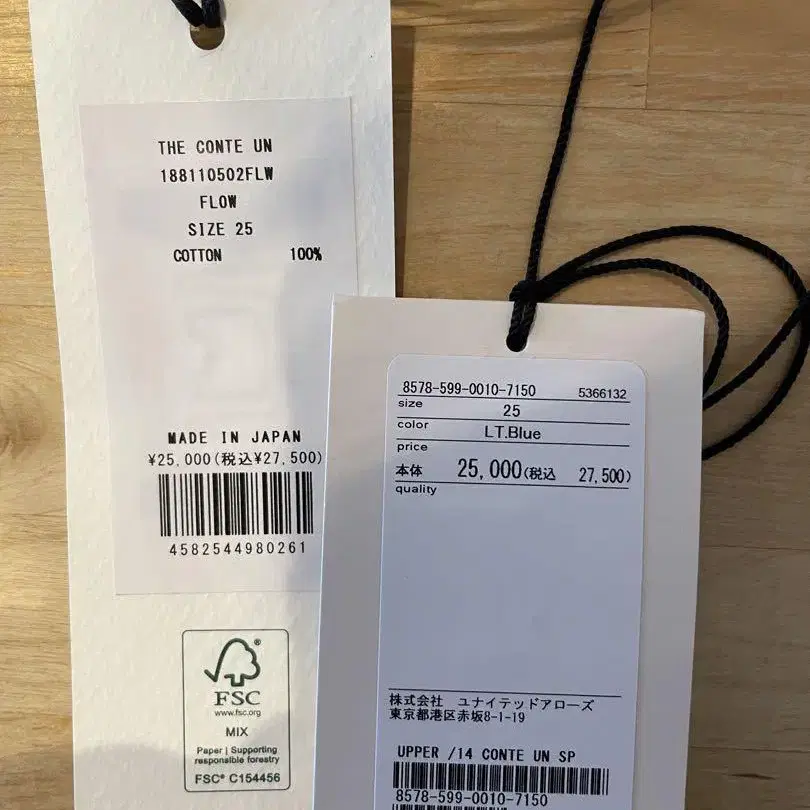 THE CONTE UN
188110502FLW
FLOW
SIZE 25
COTTON 100%
MADE IN JAPAN
¥25,000(税込¥27,500)
4582544980261
FSC®
www.fsc.org
MIX
Paper | Supporting
responsible forestry
FSC® C154456
8578-599-0010-7150 5366132
size 25
color LT.Blue
price
本体 25,000(税込 27,500)
quality
株式会社 ユナイテッドアローズ
東京都港区赤坂8-1-19
UPPER /14 CONTE UN SP
8578-599-0010-7150